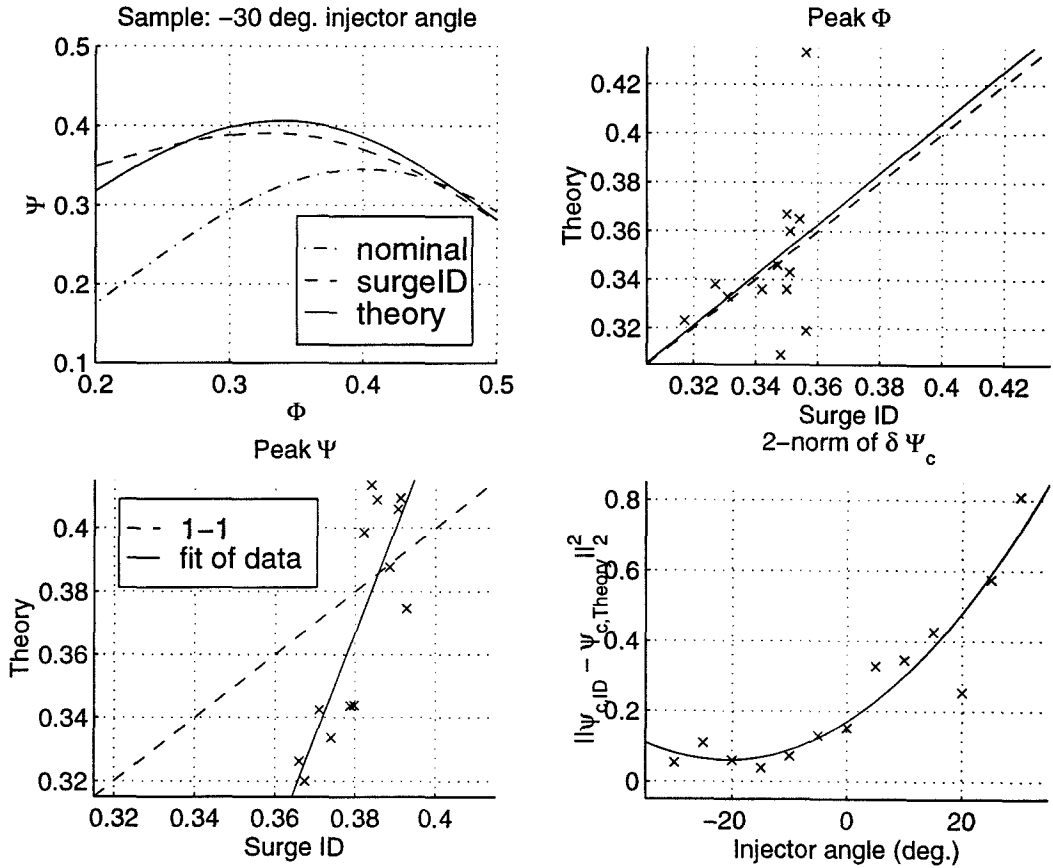 Sample: −30 deg. injector angle
0.5
0.4
0.3
0.2
0.1
Ψ
nominal
surgeID
theory
0.2
0.3
0.4
0.5
Φ
Peak Φ
0.42
0.4
0.38
0.36
0.34
0.32
Theory
0.32
0.34
0.36
0.38
0.4
0.42
Surge ID
Peak Ψ
0.4
0.38
0.36
0.34
0.32
Theory
1−1
fit of data
0.32
0.34
0.36
0.38
0.4
Surge ID
2−norm of δ Ψc
0.8
0.6
0.4
0.2
0
||Ψc,ID − Ψc,Theory||22
−20
0
20
Injector angle (deg.)